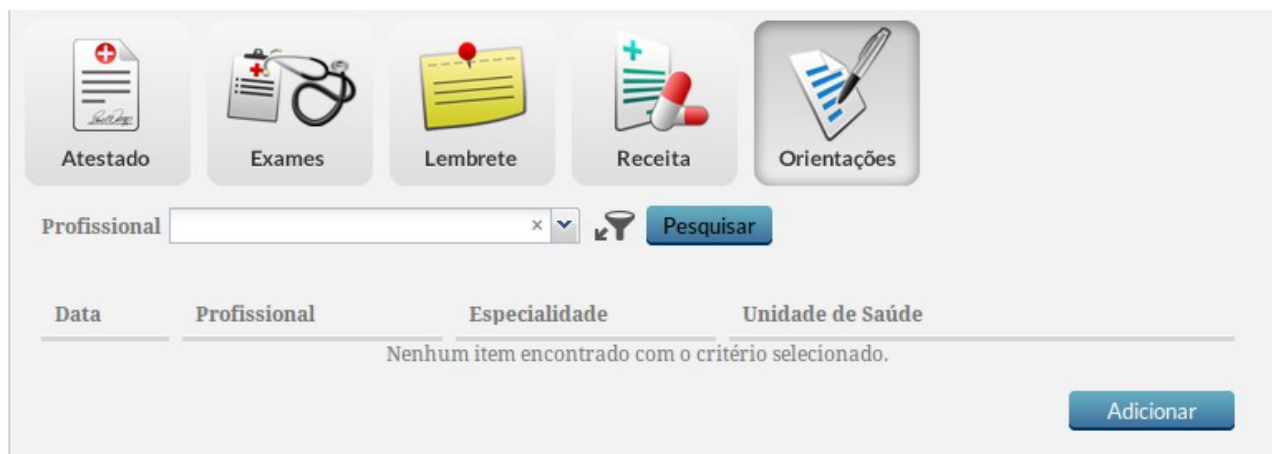 Atestado Exames Lembrete Receita Orientações
Profissional Pesquisar
Data Profissional Especialidade Unidade de Saúde
Nenhum item encontrado com o critério selecionado.
Adicionar